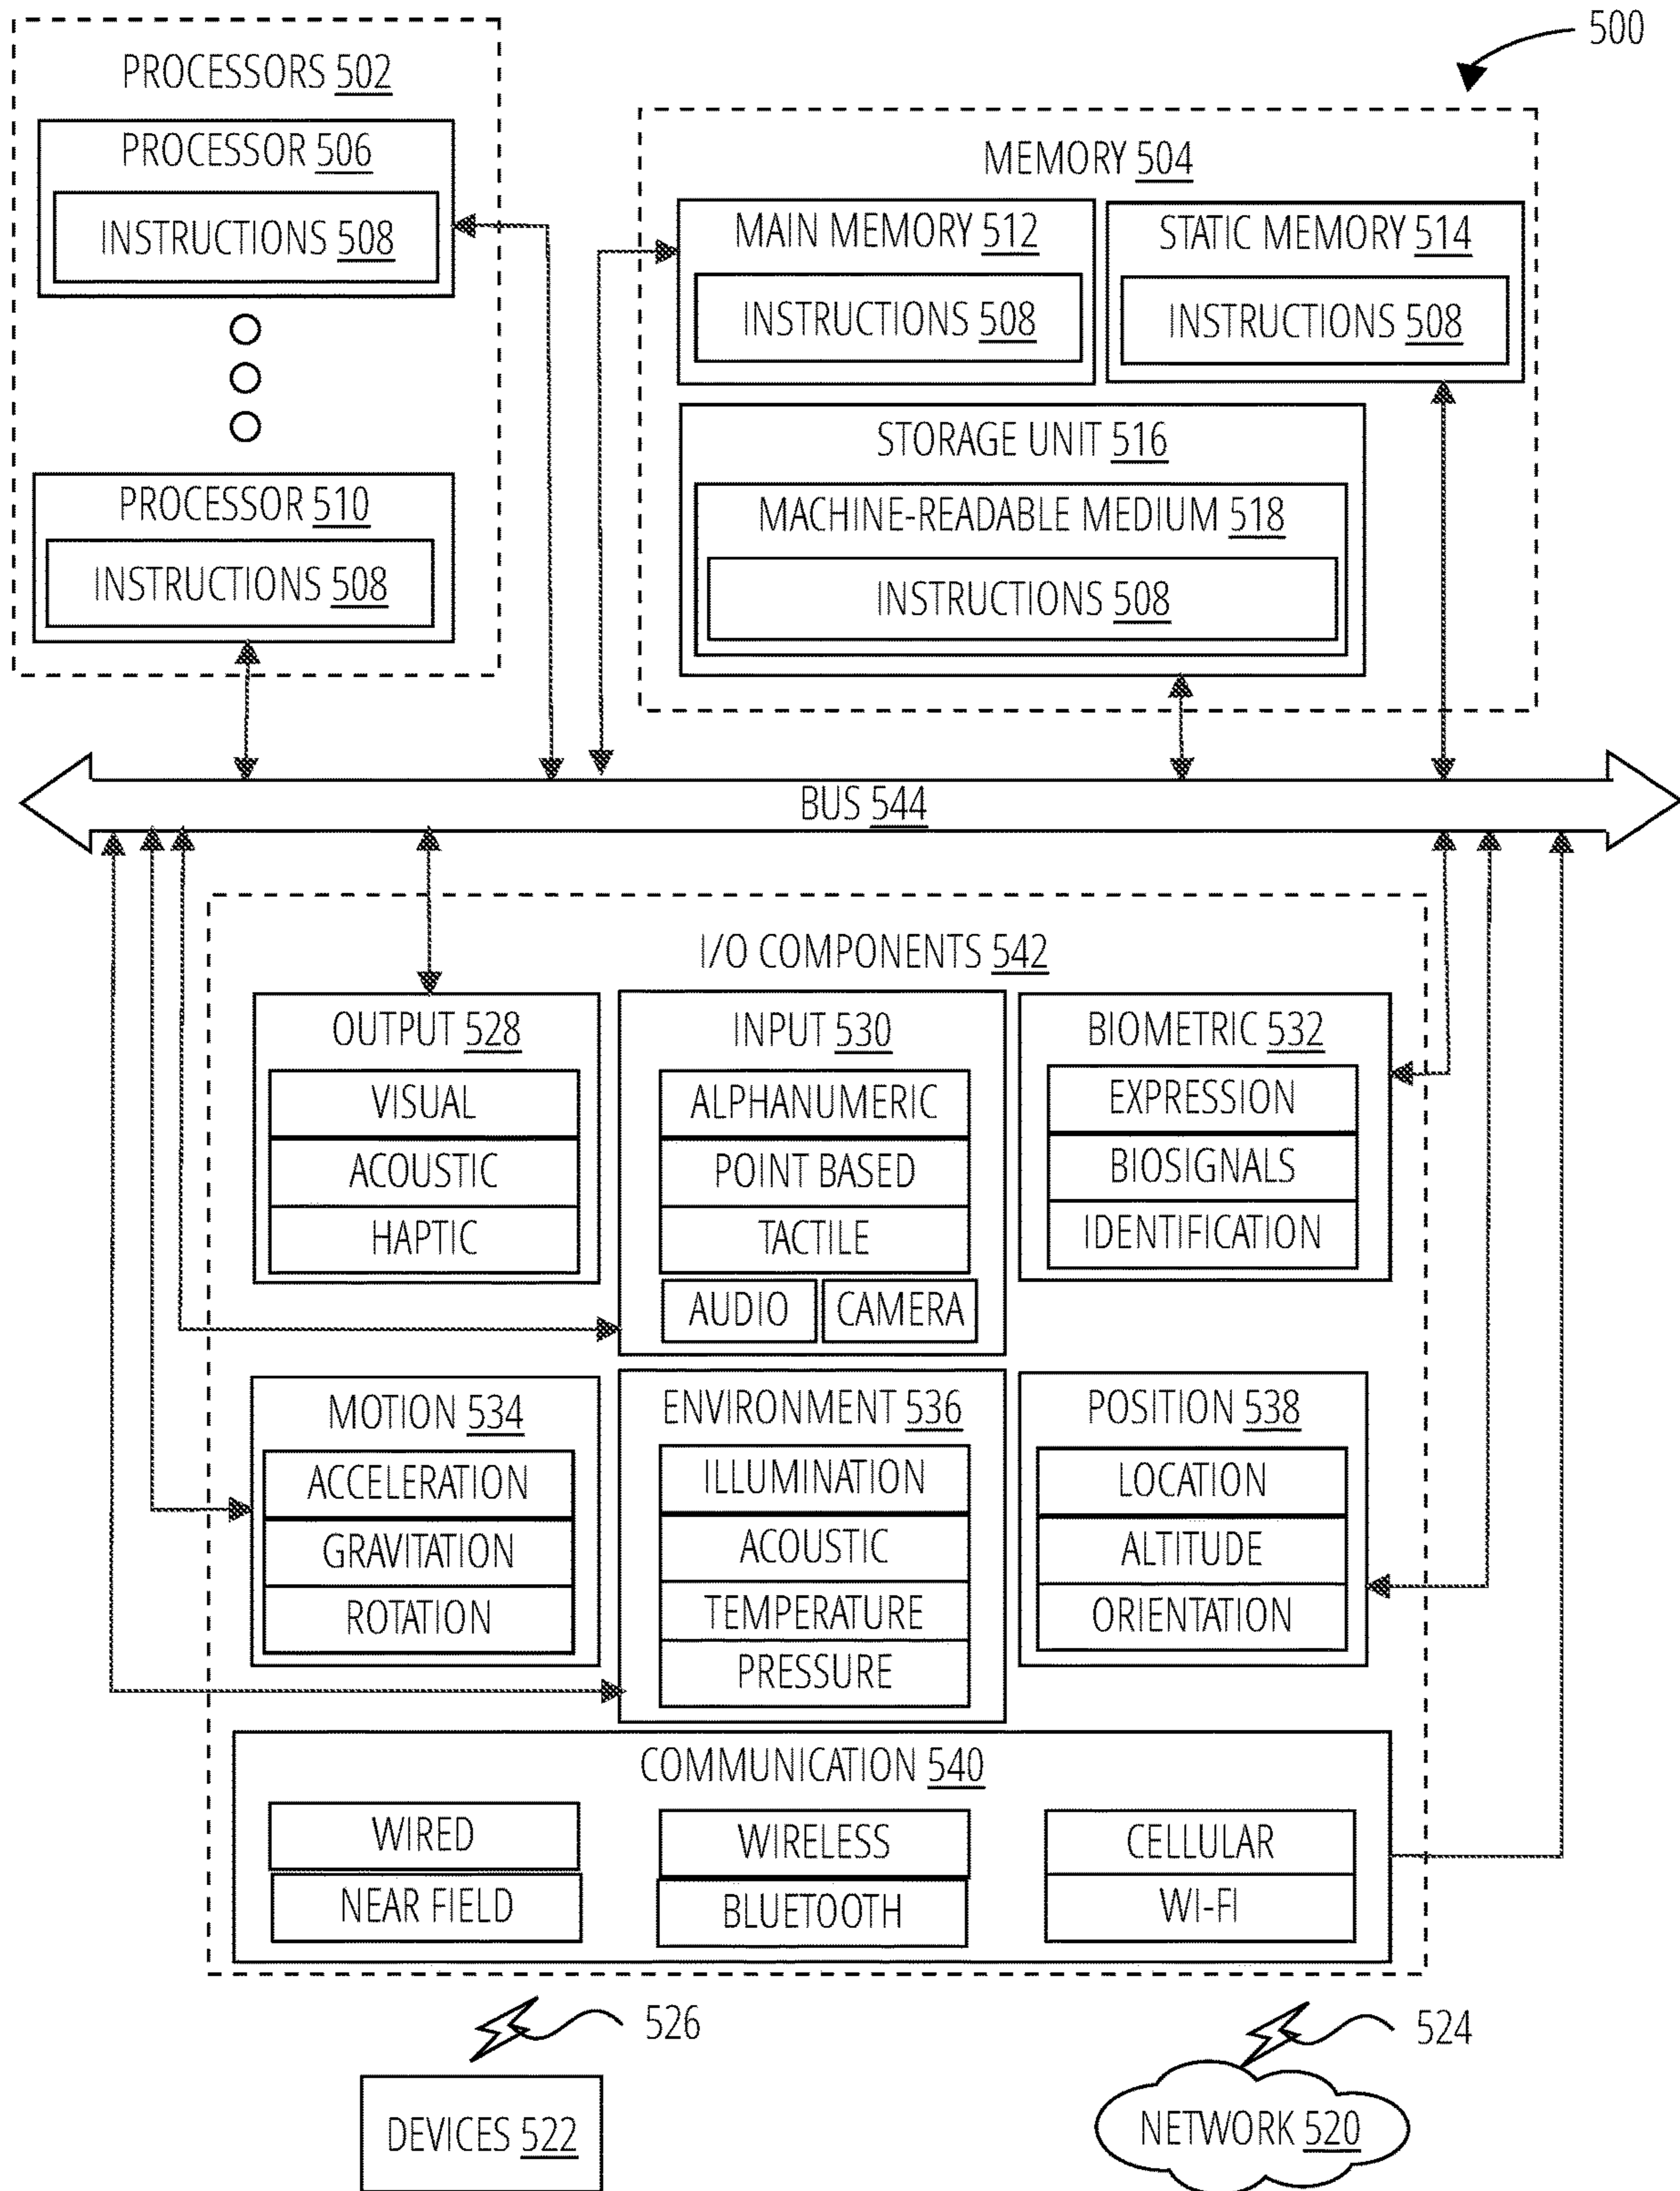 500
PROCESSORS 502
PROCESSOR 506
INSTRUCTIONS 508
PROCESSOR 510
INSTRUCTIONS 508
MEMORY 504
MAIN MEMORY 512
INSTRUCTIONS 508
STATIC MEMORY 514
INSTRUCTIONS 508
STORAGE UNIT 516
MACHINE-READABLE MEDIUM 518
INSTRUCTIONS 508
BUS 544
I/O COMPONENTS 542
OUTPUT 528
VISUAL
ACOUSTIC
HAPTIC
INPUT 530
ALPHANUMERIC
POINT BASED
TACTILE
AUDIO
CAMERA
BIOMETRIC 532
EXPRESSION
BIOSIGNALS
IDENTIFICATION
MOTION 534
ACCELERATION
GRAVITATION
ROTATION
ENVIRONMENT 536
ILLUMINATION
ACOUSTIC
TEMPERATURE
PRESSURE
POSITION 538
LOCATION
ALTITUDE
ORIENTATION
COMMUNICATION 540
WIRED
NEAR FIELD
WIRELESS
BLUETOOTH
CELLULAR
WI-FI
526
524
DEVICES 522
NETWORK 520